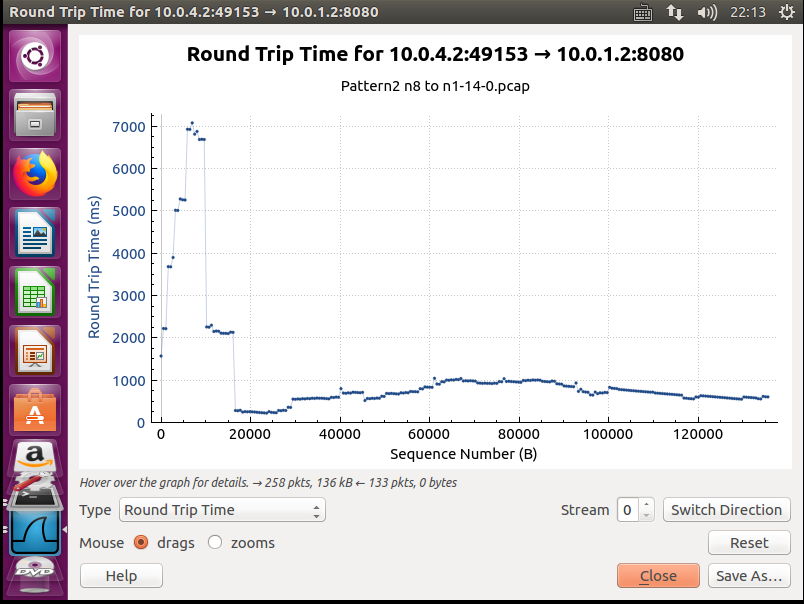 Round Trip Time for 10.0.4.2:49153 → 10.0.1.2:8080
22:13
Round Trip Time for 10.0.4.2:49153 → 10.0.1.2:8080
Pattern2 n8 to n1-14-0.pcap
7000
6000
5000
4000
3000
2000
1000
0
Round Trip Time (ms)
0 20000 40000 60000 80000 100000 120000
Sequence Number (B)
Hover over the graph for details. → 258 pkts, 136 kB ← 133 pkts, 0 bytes
Type Round Trip Time Stream 0 Switch Direction
Mouse drags zooms Reset
Help Close Save As…
A
a
DVD